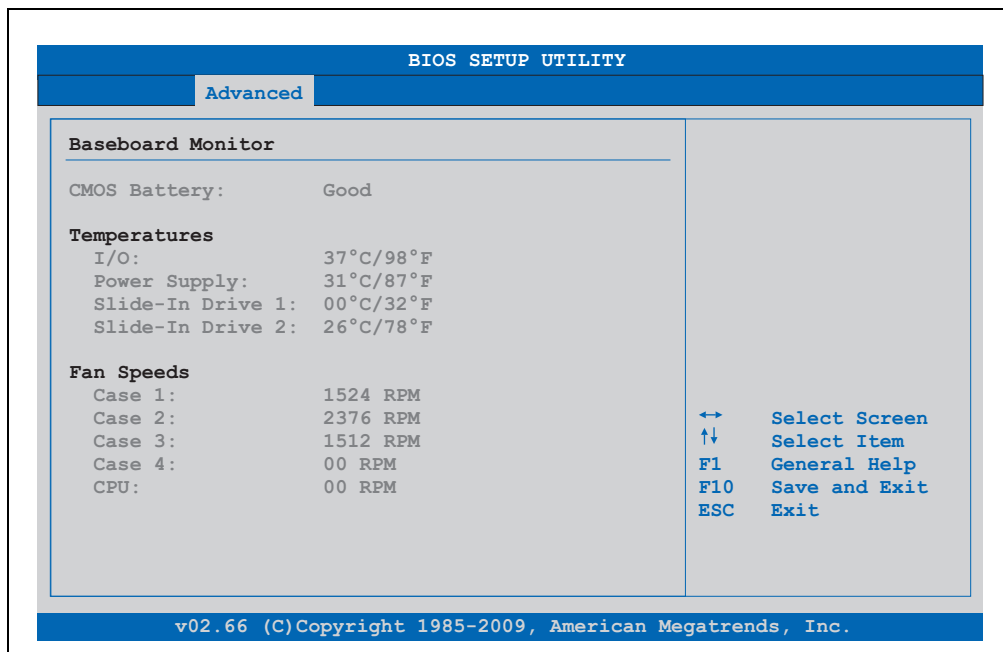 BIOS SETUP UTILITY
Advanced
Baseboard Monitor
CMOS Battery: Good
Temperatures
I/O: 37°C/98°F
Power Supply: 31°C/87°F
Slide-In Drive 1: 00°C/32°F
Slide-In Drive 2: 26°C/78°F
Fan Speeds
Case 1: 1524 RPM
Case 2: 2376 RPM
Case 3: 1512 RPM
Case 4: 00 RPM
CPU: 00 RPM
↔ Select Screen
↑↓ Select Item
F1 General Help
F10 Save and Exit
ESC Exit
v02.66 (C)Copyright 1985-2009, American Megatrends, Inc.